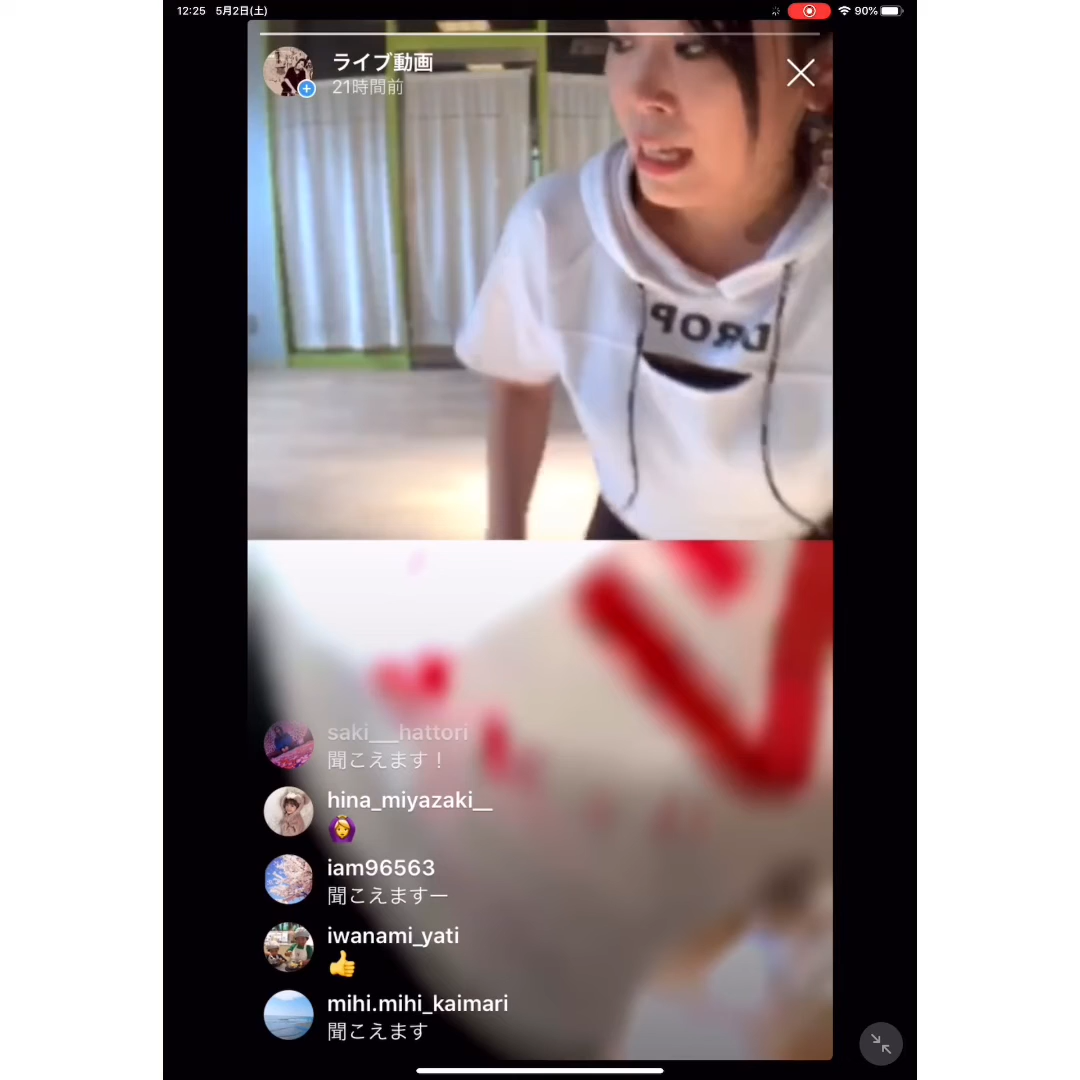 12:25 5月2日(土)
90%
ライブ動画
21時間前
DROP
saki___hattori
聞こえます！
hina_miyazaki__
🙆‍♀️
iam96563
聞こえますー
iwanami_yati
👍
mihi.mihi_kaimari
聞こえます